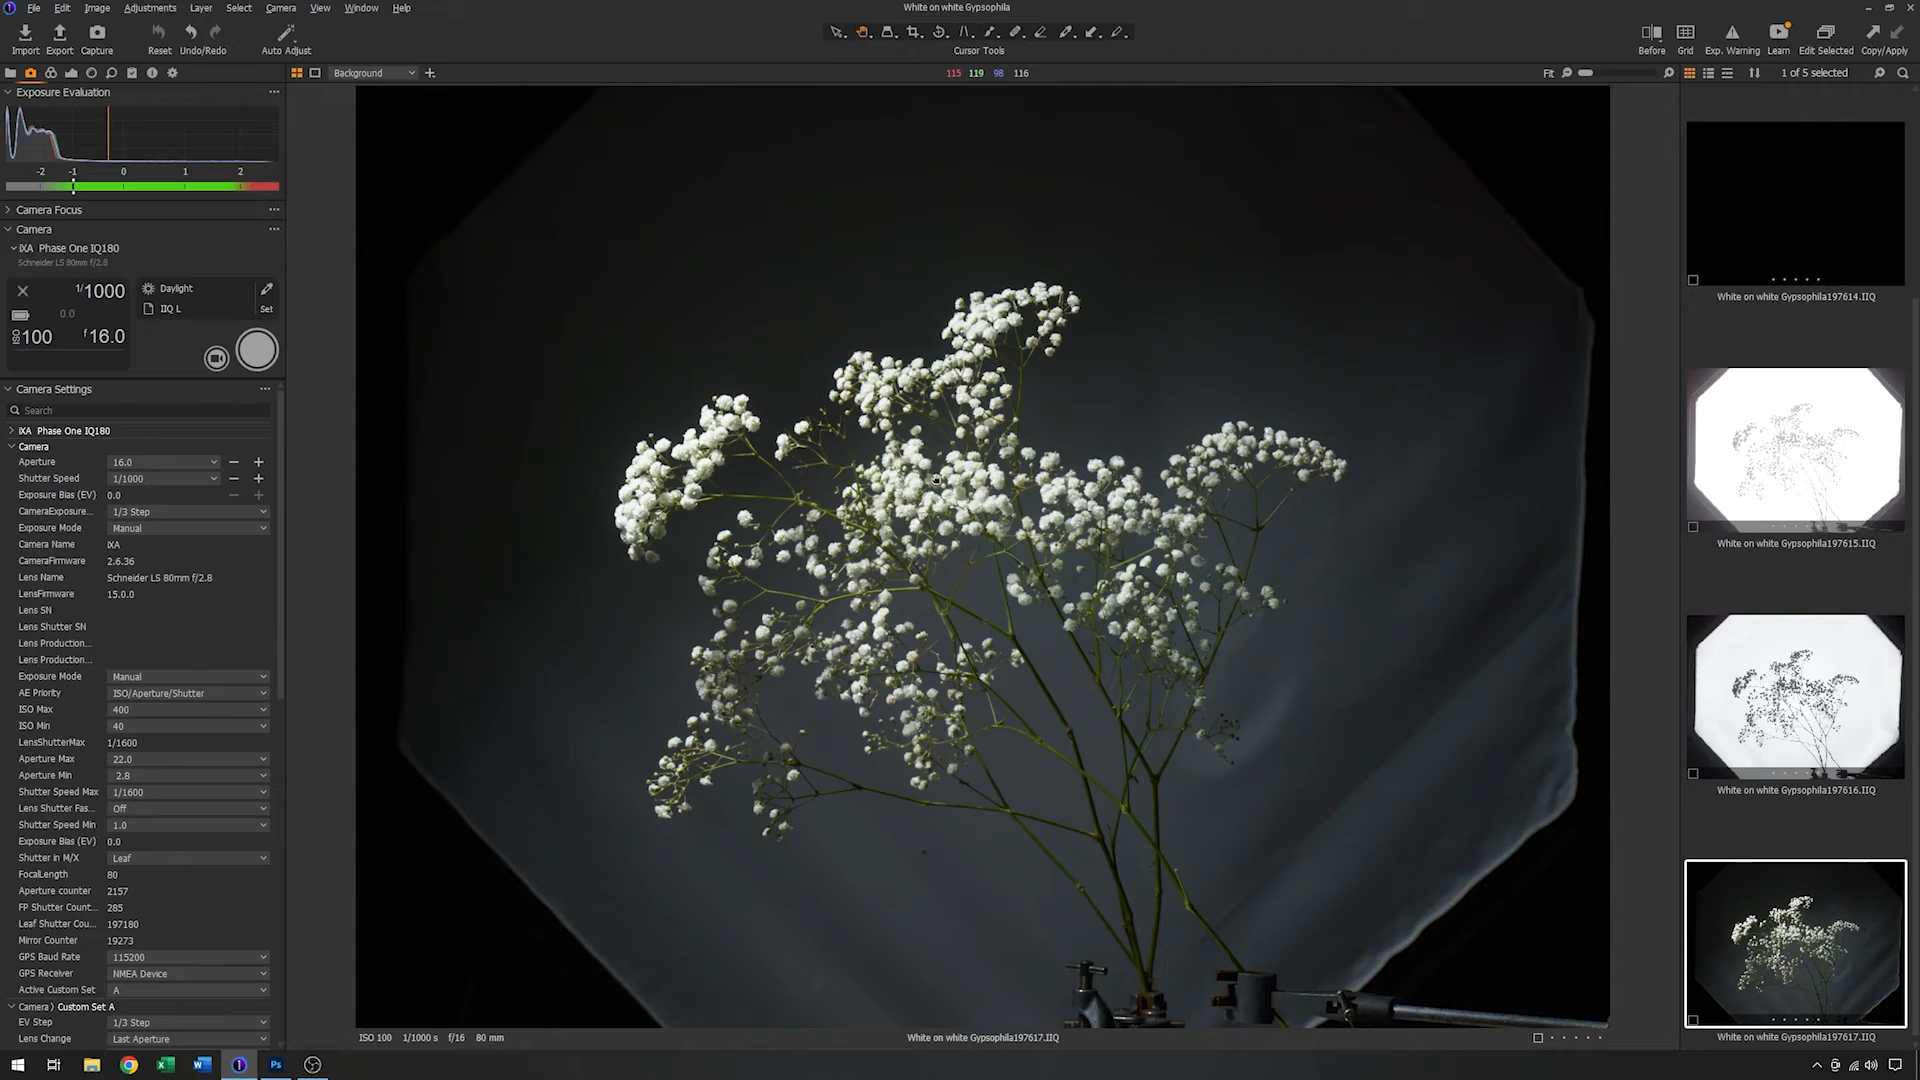 File Edit Image Adjustments Layer Select Camera View Window Help
White on white Gypsophila
Import Export Capture Reset Undo/Redo Auto Adjust
Cursor Tools
Before Grid Exp. Warning Learn Edit Selected Copy/Apply
Background
115 119 98 116
Fit
1 of 5 selected
Exposure Evaluation
-2 -1 0 1 2
Camera Focus
Camera
iXA Phase One IQ180
Schneider LS 80mm f/2.8
1/1000
Daylight
0.0
IIQ L
Set
ISO 100
f16.0
Camera Settings
Search
iXA Phase One IQ180
Camera
Aperture 16.0
Shutter Speed 1/1000
Exposure Bias (EV) 0.0
CameraExposure... 1/3 Step
Exposure Mode Manual
Camera Name iXA
CameraFirmware 2.6.36
Lens Name Schneider LS 80mm f/2.8
LensFirmware 15.0.0
Lens SN
Lens Shutter SN
Lens Production...
Lens Production...
Exposure Mode Manual
AE Priority ISO/Aperture/Shutter
ISO Max 400
ISO Min 40
LensShutterMax 1/1600
Aperture Max 22.0
Aperture Min 2.8
Shutter Speed Max 1/1600
Lens Shutter Fas... Off
Shutter Speed Min 1.0
Exposure Bias (EV) 0.0
Shutter in M/X Leaf
FocalLength 80
Aperture counter 2157
FP Shutter Count... 285
Leaf Shutter Cou... 197180
Mirror Counter 19273
GPS Baud Rate 115200
GPS Receiver NMEA Device
Active Custom Set A
Camera ) Custom Set A
EV Step 1/3 Step
Lens Change Last Aperture
ISO 100 1/1000 s f/16 80 mm
White on white Gypsophila197617.IIQ
White on white Gypsophila197614.IIQ
White on white Gypsophila197615.IIQ
White on white Gypsophila197616.IIQ
White on white Gypsophila197617.IIQ
Ps